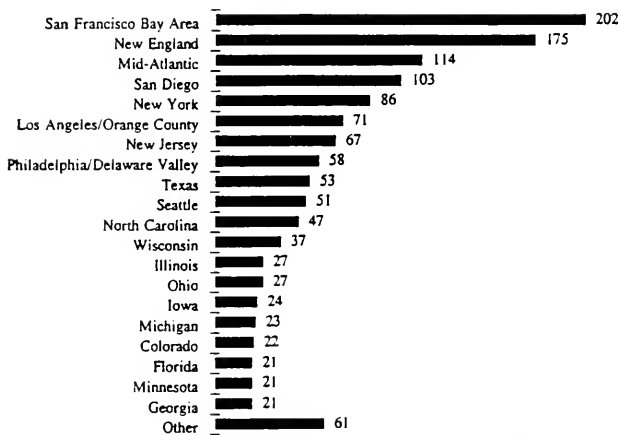 San Francisco Bay Area 202
New England 175
Mid-Atlantic 114
San Diego 103
New York 86
Los Angeles/Orange County 71
New Jersey 67
Philadelphia/Delaware Valley 58
Texas 53
Seattle 51
North Carolina 47
Wisconsin 37
Illinois 27
Ohio 27
Iowa 24
Michigan 23
Colorado 22
Florida 21
Minnesota 21
Georgia 21
Other 61